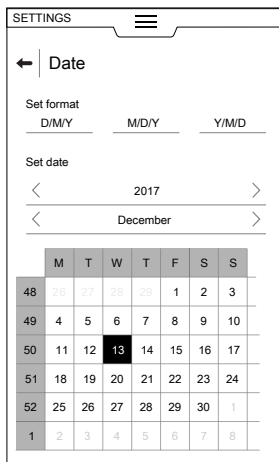 SETTINGS
Date
Set format
D/M/Y M/D/Y Y/M/D
Set date
2017
December
M T W T F S S
48 26 27 28 29 1 2 3
49 4 5 6 7 8 9 10
50 11 12 13 14 15 16 17
51 18 19 20 21 22 23 24
52 25 26 27 28 29 30 1
1 2 3 4 5 6 7 8